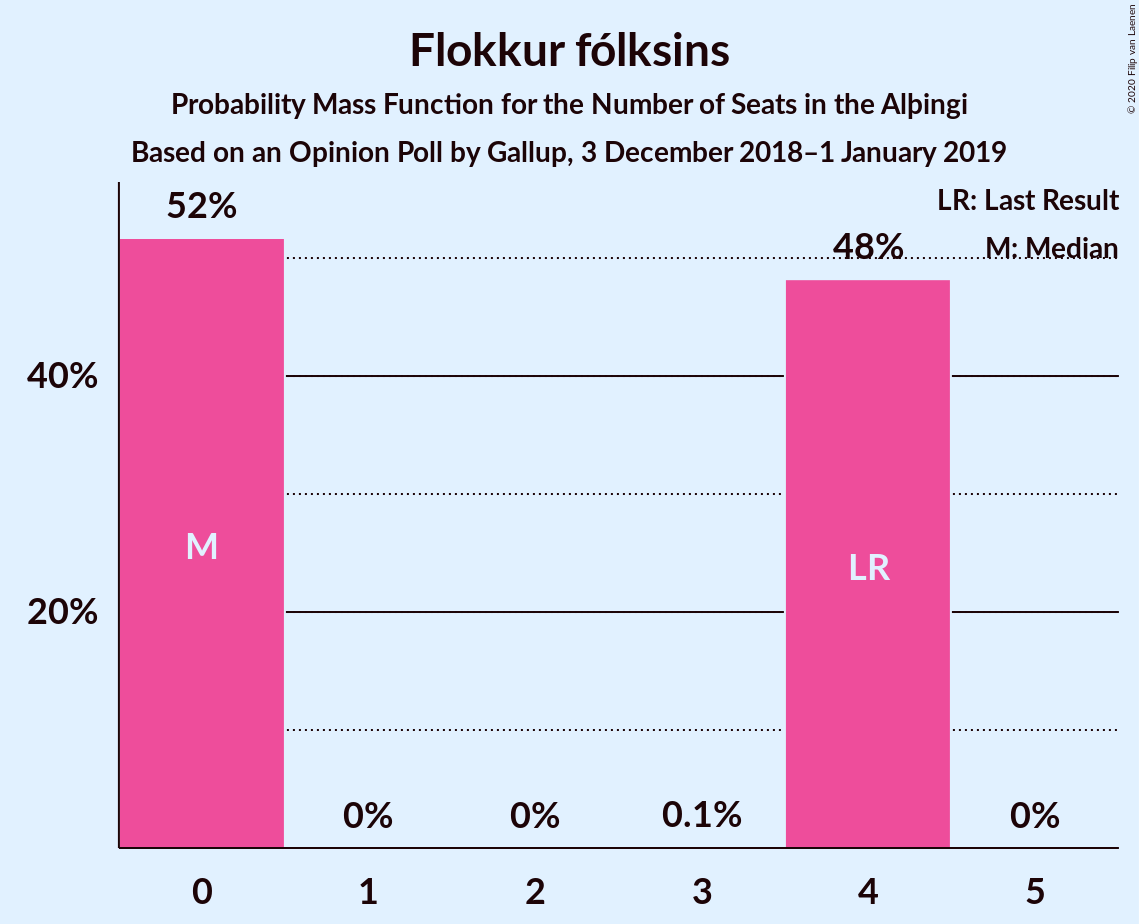 Flokkur fólksins
Probability Mass Function for the Number of Seats in the Alþingi
Based on an Opinion Poll by Gallup, 3 December 2018–1 January 2019
© 2020 Filip van Laenen
LR: Last Result
M: Median
52%
48%
40%
20%
M
LR
0%
0%
0.1%
0%
0
1
2
3
4
5